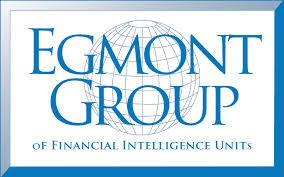 EGMONT
GROUP
OF FINANCIAL INTELLIGENCE UNITS